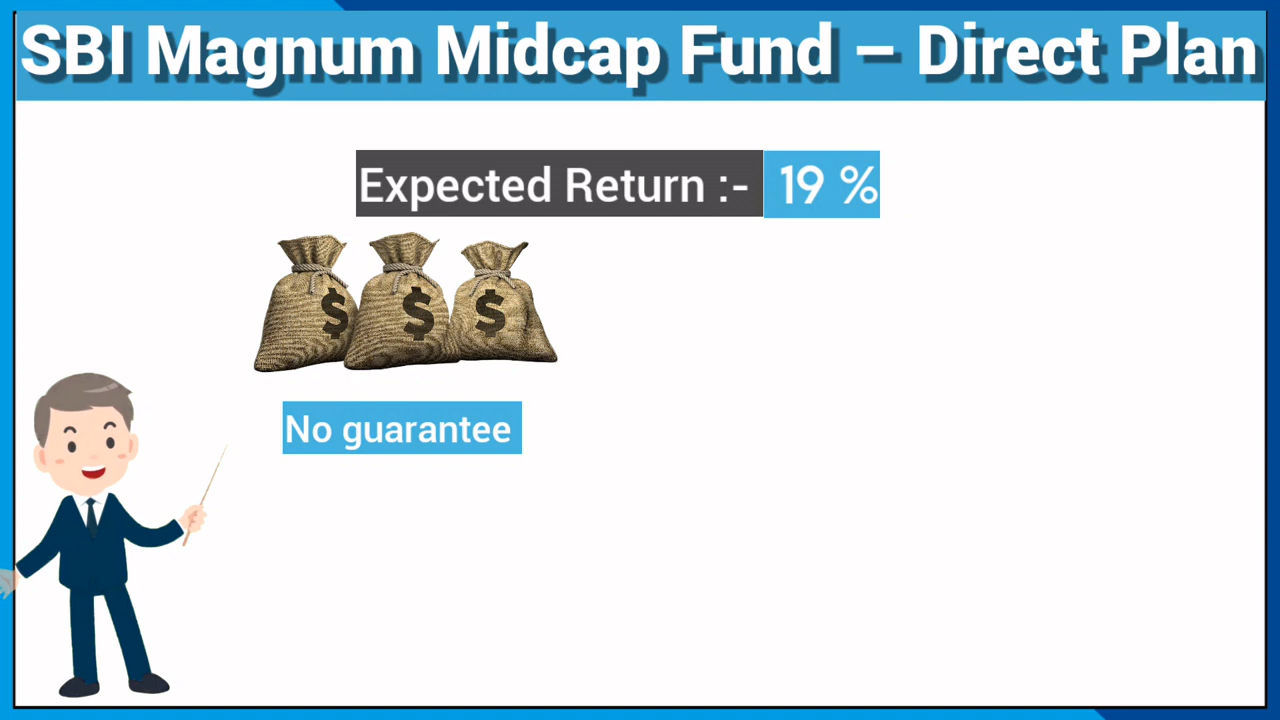 SBI Magnum Midcap Fund – Direct Plan
Expected Return :- 19 %
$ $ $
No guarantee